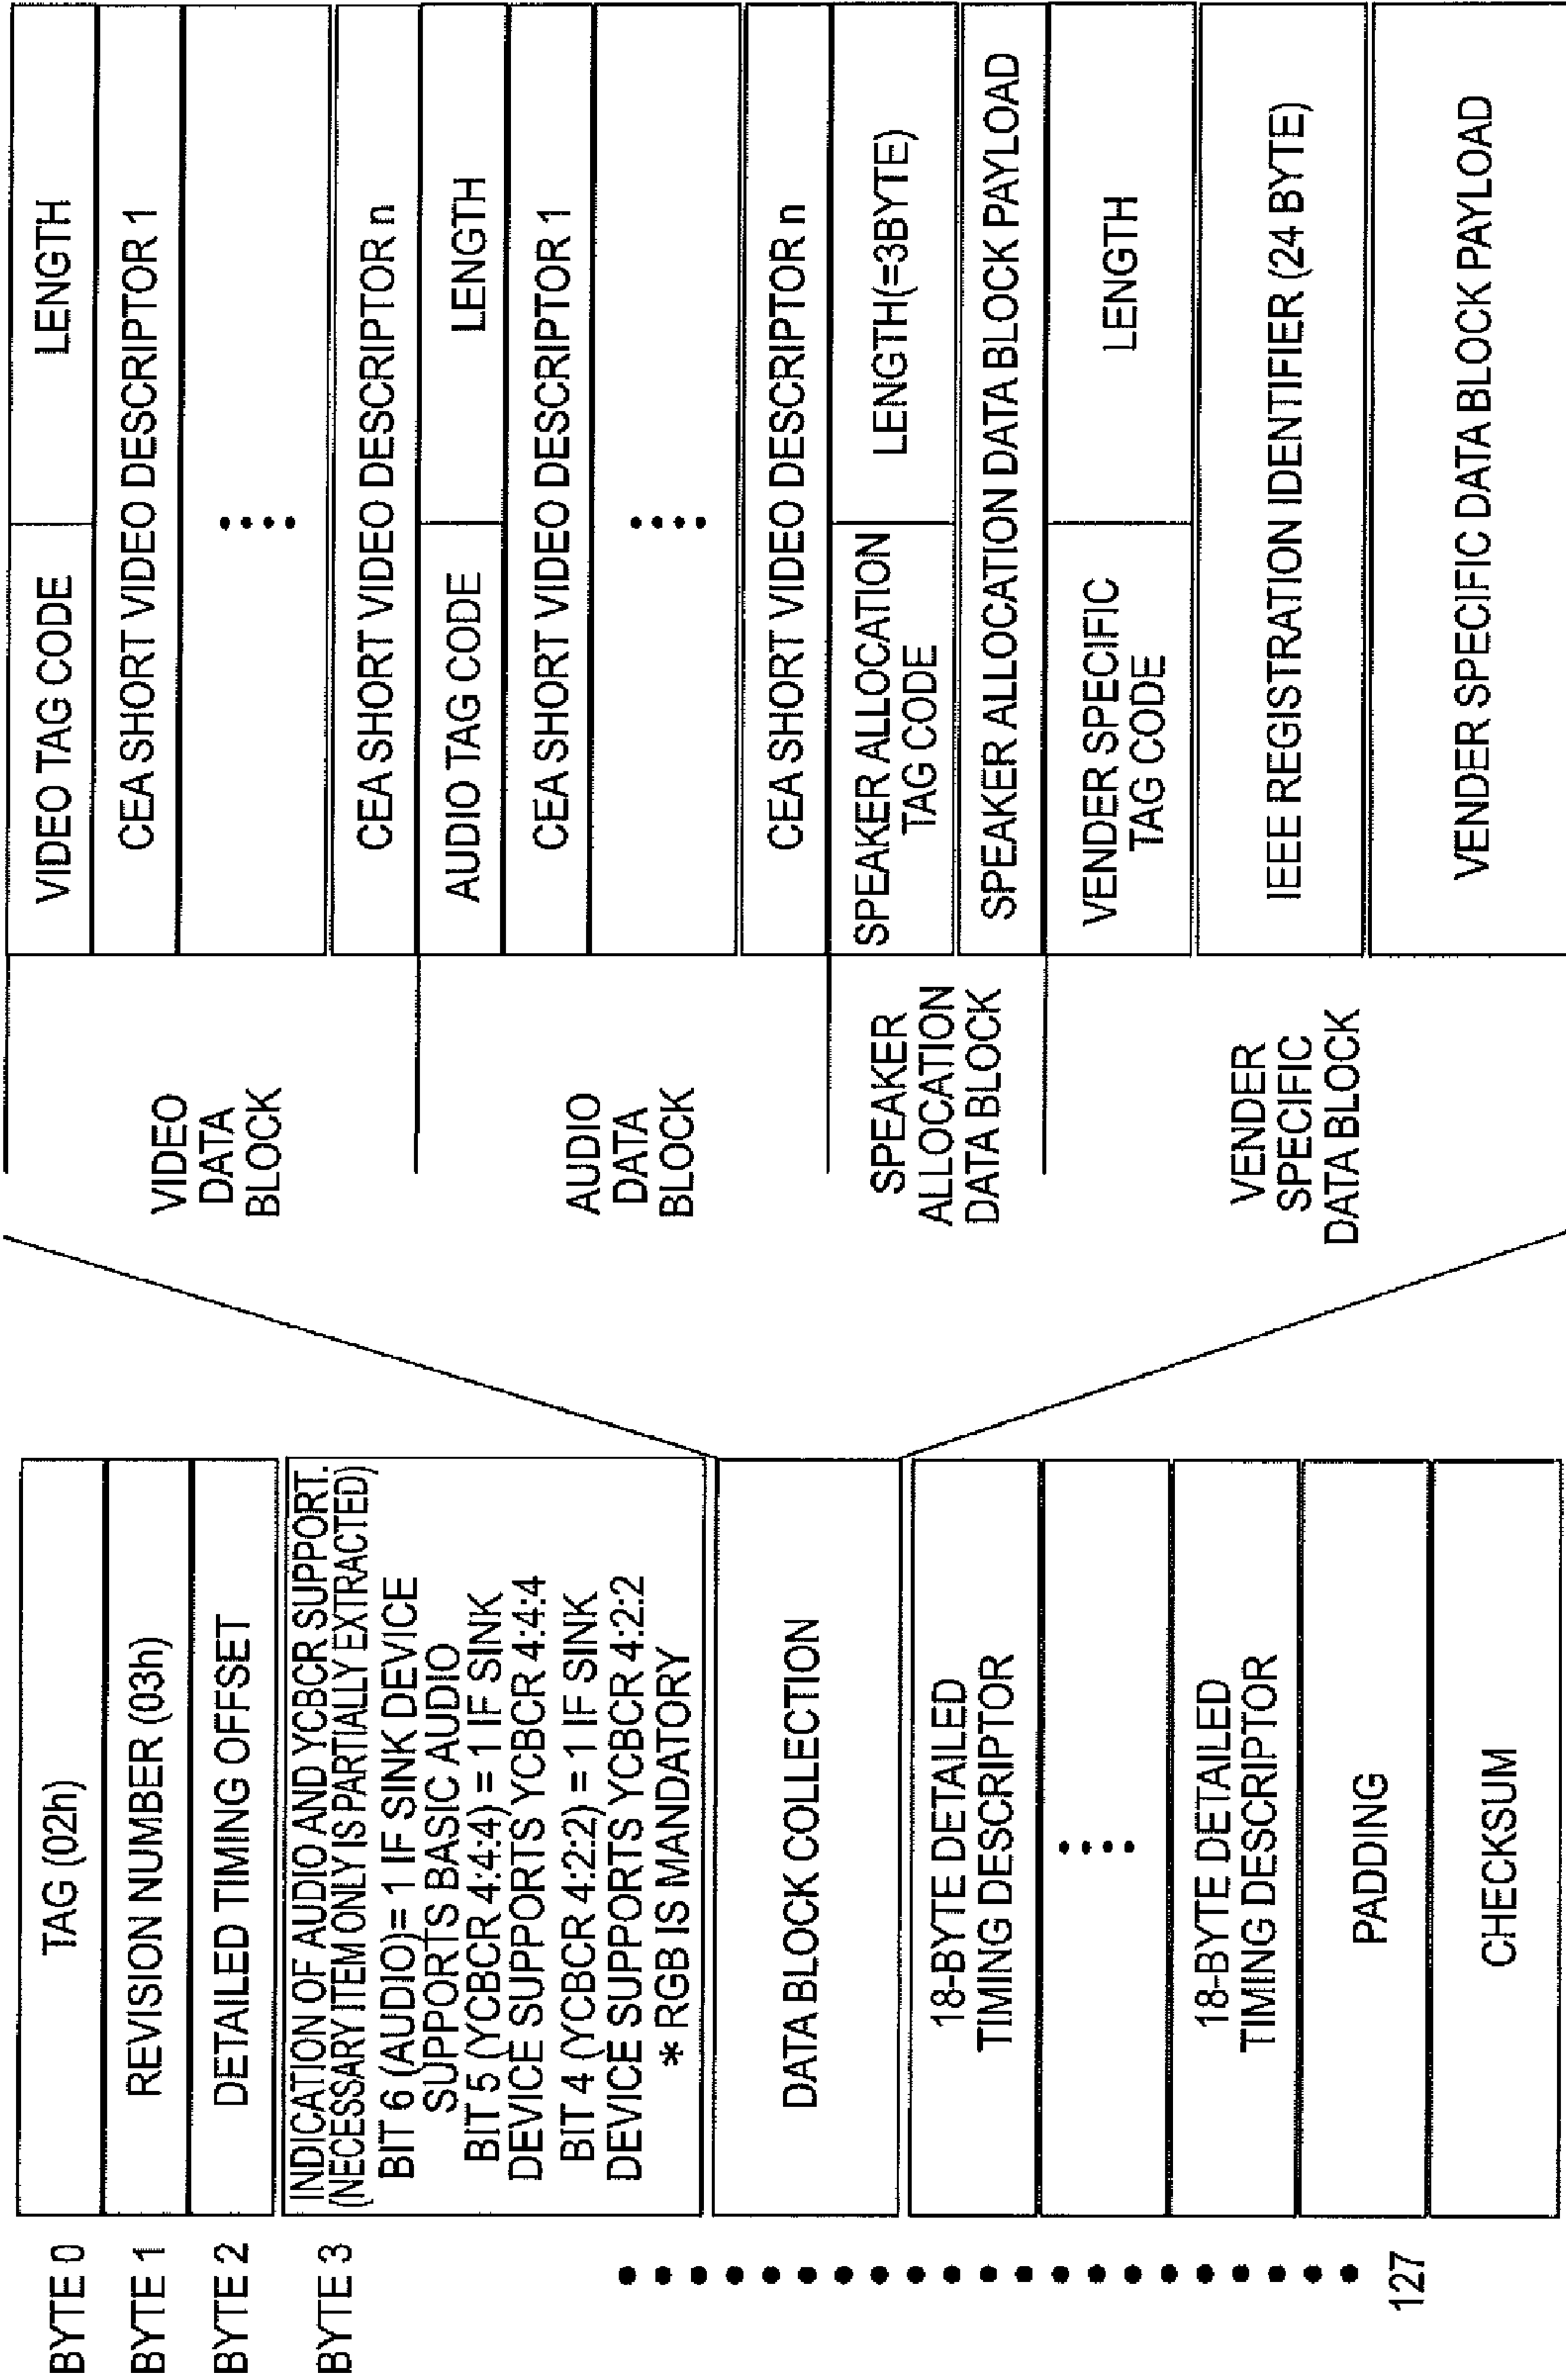 BYTE 0
TAG (02h)
BYTE 1
REVISION NUMBER (03h)
BYTE 2
DETAILED TIMING OFFSET
BYTE 3
INDICATION OF AUDIO AND YCBCR SUPPORT.
(NECESSARY ITEM ONLY IS PARTIALLY EXTRACTED)
BIT 6 (AUDIO)= 1 IF SINK DEVICE
SUPPORTS BASIC AUDIO
BIT 5 (YCBCR 4:4:4) = 1 IF SINK
DEVICE SUPPORTS YCBCR 4:4:4
BIT 4 (YCBCR 4:2:2) = 1 IF SINK
DEVICE SUPPORTS YCBCR 4:2:2
* RGB IS MANDATORY
DATA BLOCK COLLECTION
18-BYTE DETAILED
TIMING DESCRIPTOR
....
18-BYTE DETAILED
TIMING DESCRIPTOR
PADDING
127
CHECKSUM
VIDEO
DATA
BLOCK
VIDEO TAG CODE
LENGTH
CEA SHORT VIDEO DESCRIPTOR 1
....
CEA SHORT VIDEO DESCRIPTOR n
AUDIO
DATA
BLOCK
AUDIO TAG CODE
LENGTH
CEA SHORT VIDEO DESCRIPTOR 1
....
CEA SHORT VIDEO DESCRIPTOR n
SPEAKER
ALLOCATION
DATA BLOCK
SPEAKER ALLOCATION
TAG CODE
LENGTH(=3BYTE)
SPEAKER ALLOCATION DATA BLOCK PAYLOAD
VENDER
SPECIFIC
DATA BLOCK
VENDER SPECIFIC
TAG CODE
LENGTH
IEEE REGISTRATION IDENTIFIER (24 BYTE)
VENDER SPECIFIC DATA BLOCK PAYLOAD